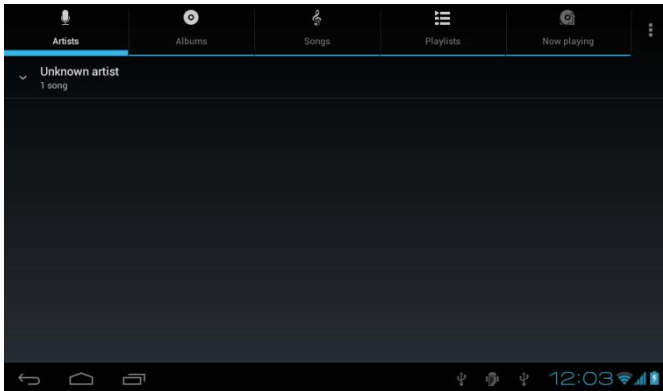 Artists
Albums
Songs
Playlists
Now playing
Unknown artist
1 song
12:03